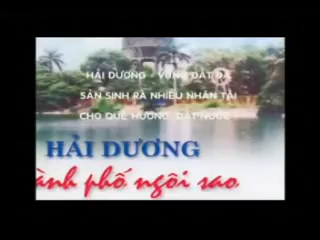 HẢI DƯƠNG - VÙNG ĐẤT ĐÃ
SẢN SINH RA NHIỀU NHÂN TÀI
CHO QUÊ HƯƠNG, ĐẤT NƯỚC
HẢI DƯƠNG
ành phố ngôi sao